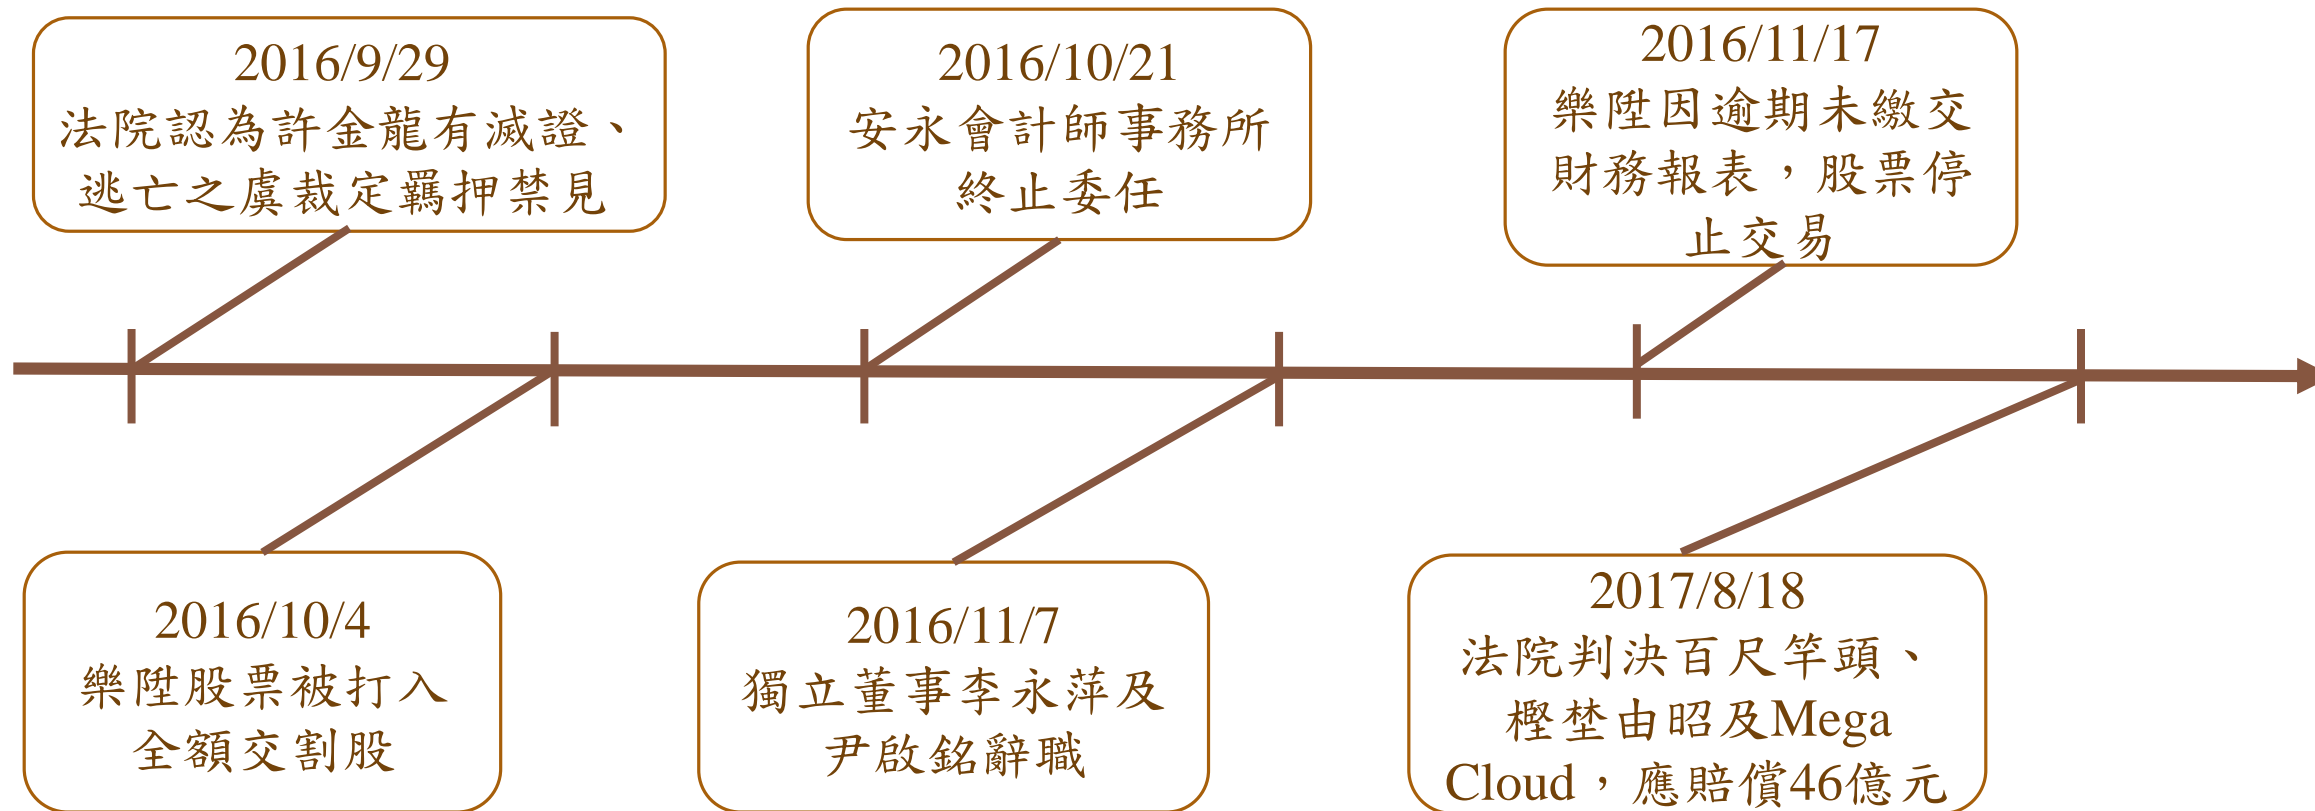 2016/9/29
法院認為許金龍有滅證、
逃亡之虞裁定羈押禁見
2016/10/4
樂陞股票被打入
全額交割股
2016/10/21
安永會計師事務所
終止委任
2016/11/7
獨立董事李永萍及
尹啟銘辭職
2016/11/17
樂陞因逾期未繳交
財務報表，股票停
止交易
2017/8/18
法院判決百尺竿頭、
樫埜由昭及Mega
Cloud，應賠償46億元